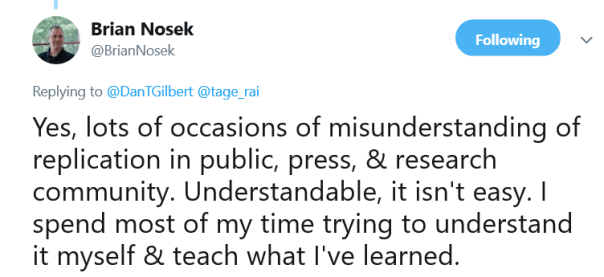 Brian Nosek
@BrianNosek
Following
Replying to @DanTGilbert @tage_rai
Yes, lots of occasions of misunderstanding of
replication in public, press, & research
community. Understandable, it isn't easy. I
spend most of my time trying to understand
it myself & teach what I've learned.